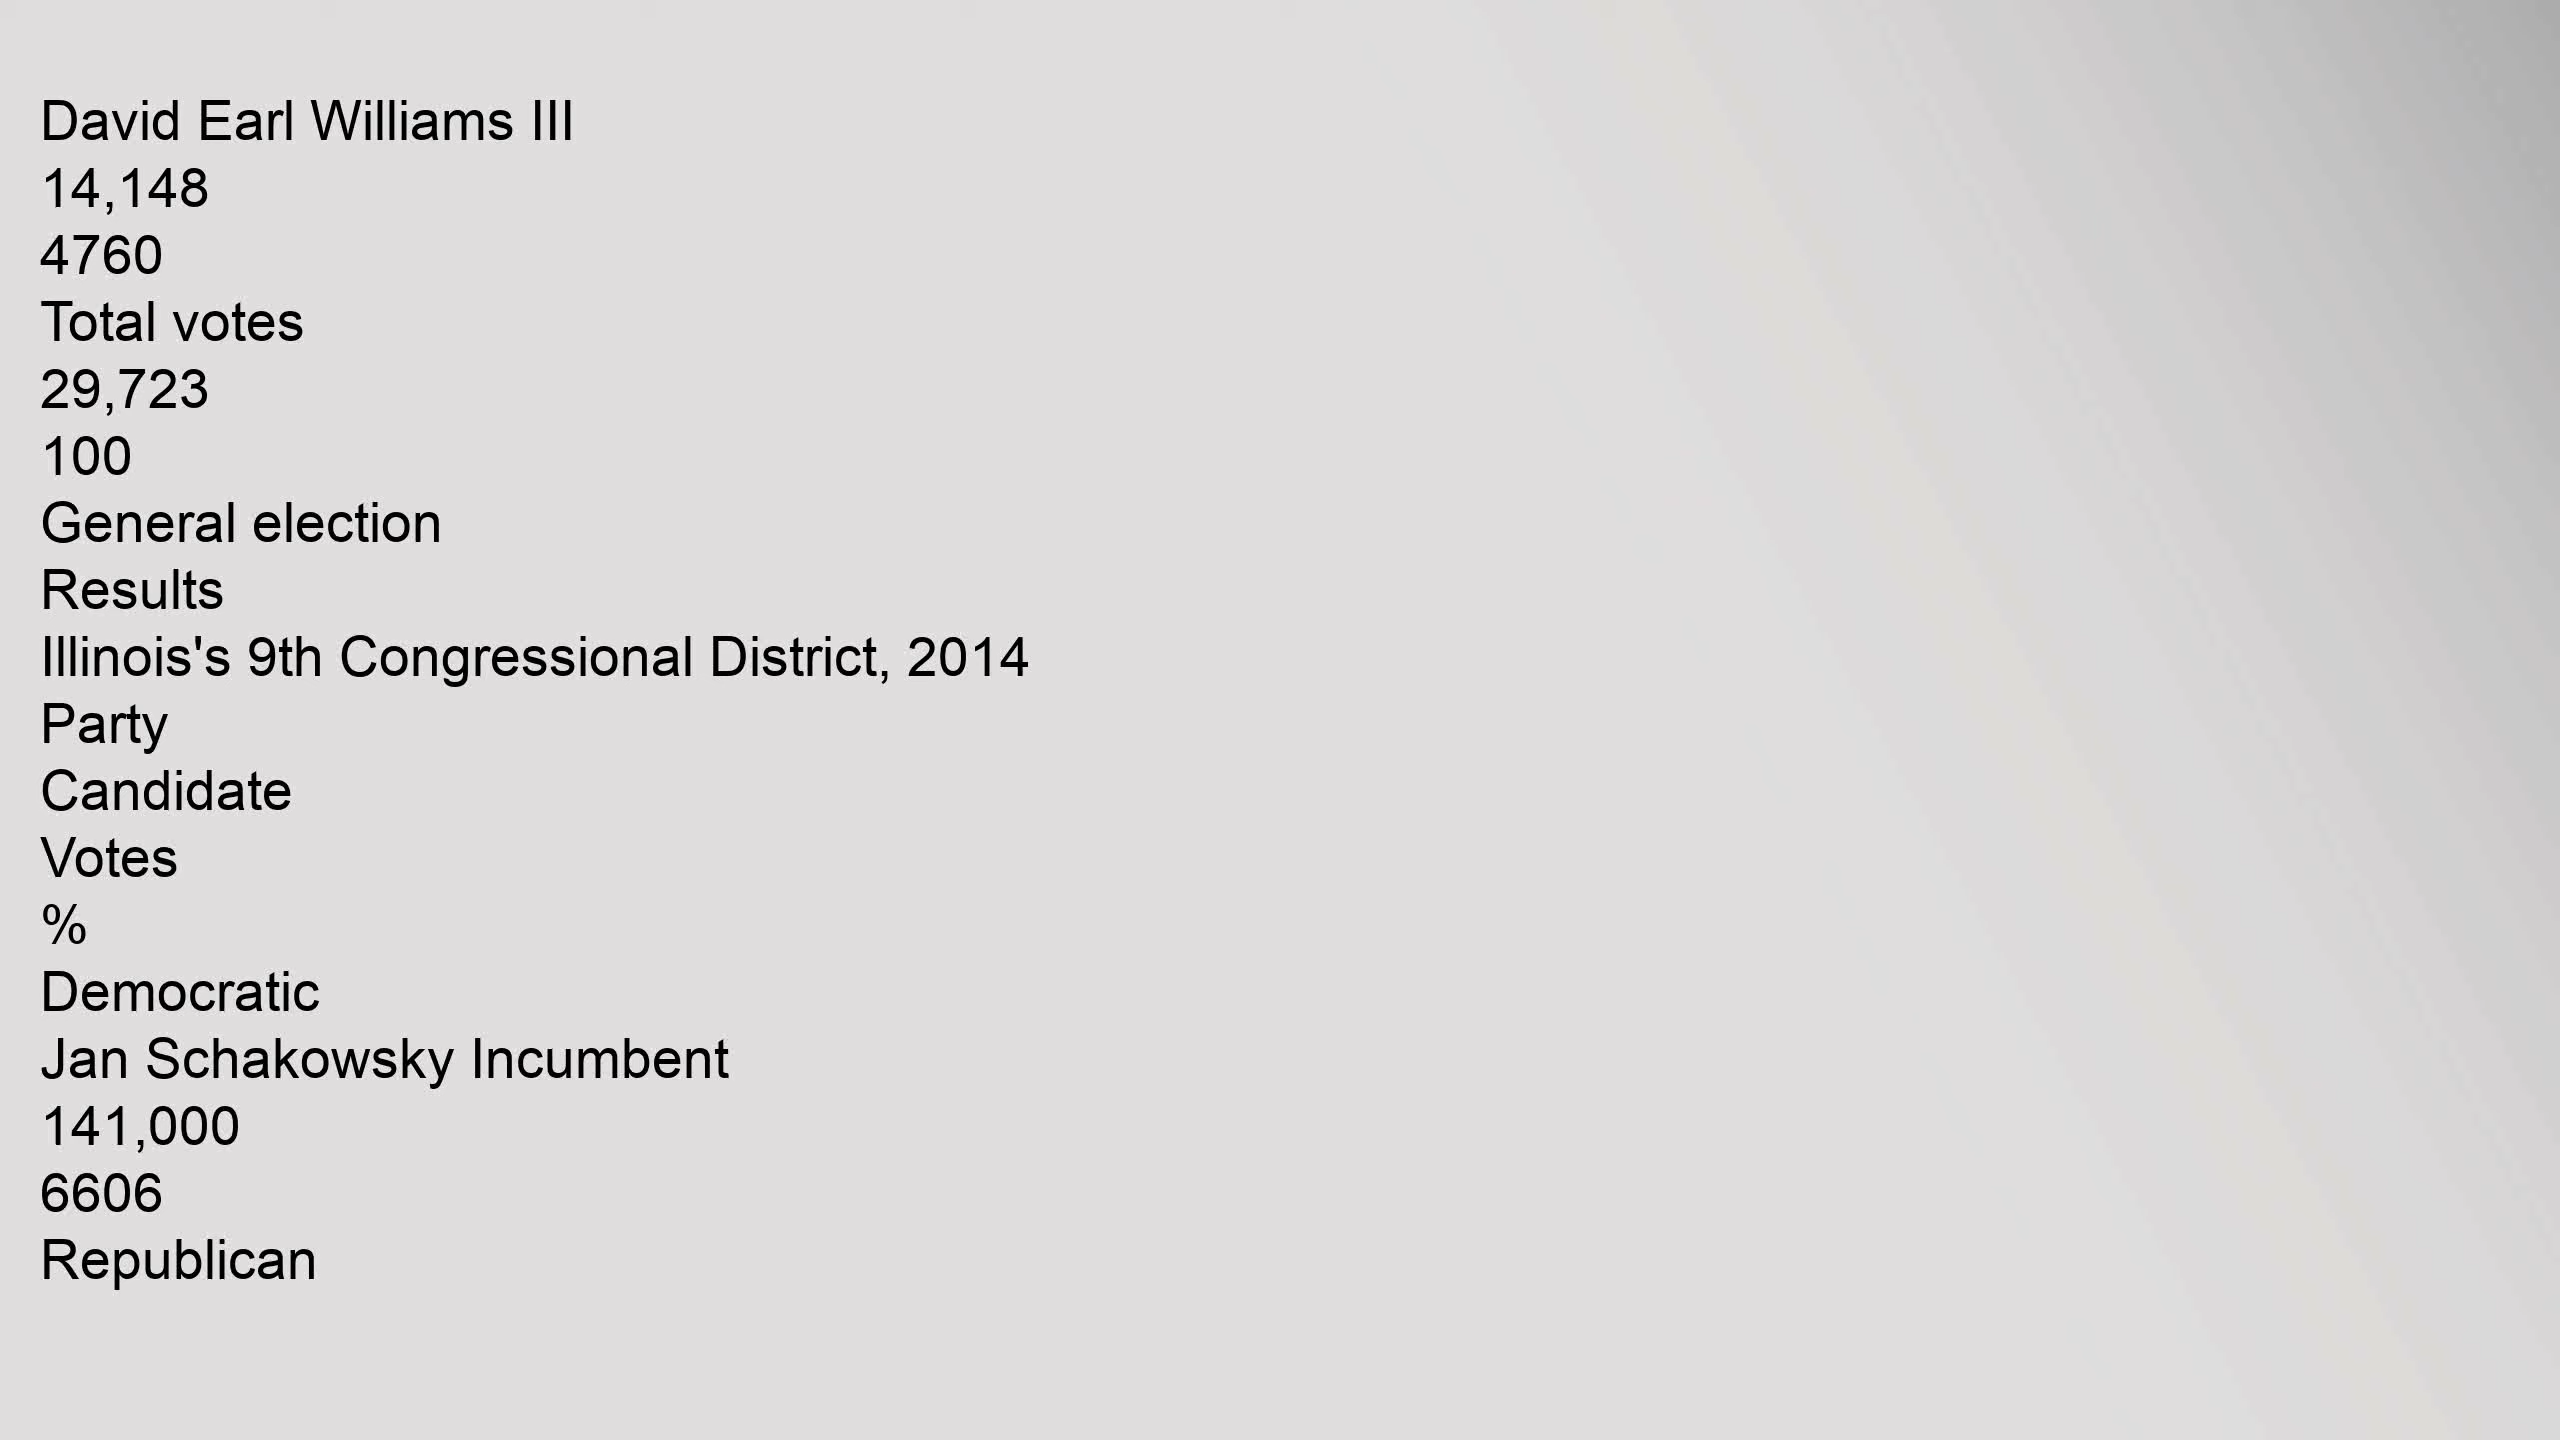 David Earl Williams III
14,148
4760
Total votes
29,723
100
General election
Results
Illinois's 9th Congressional District, 2014
Party
Candidate
Votes
%
Democratic
Jan Schakowsky Incumbent
141,000
6606
Republican